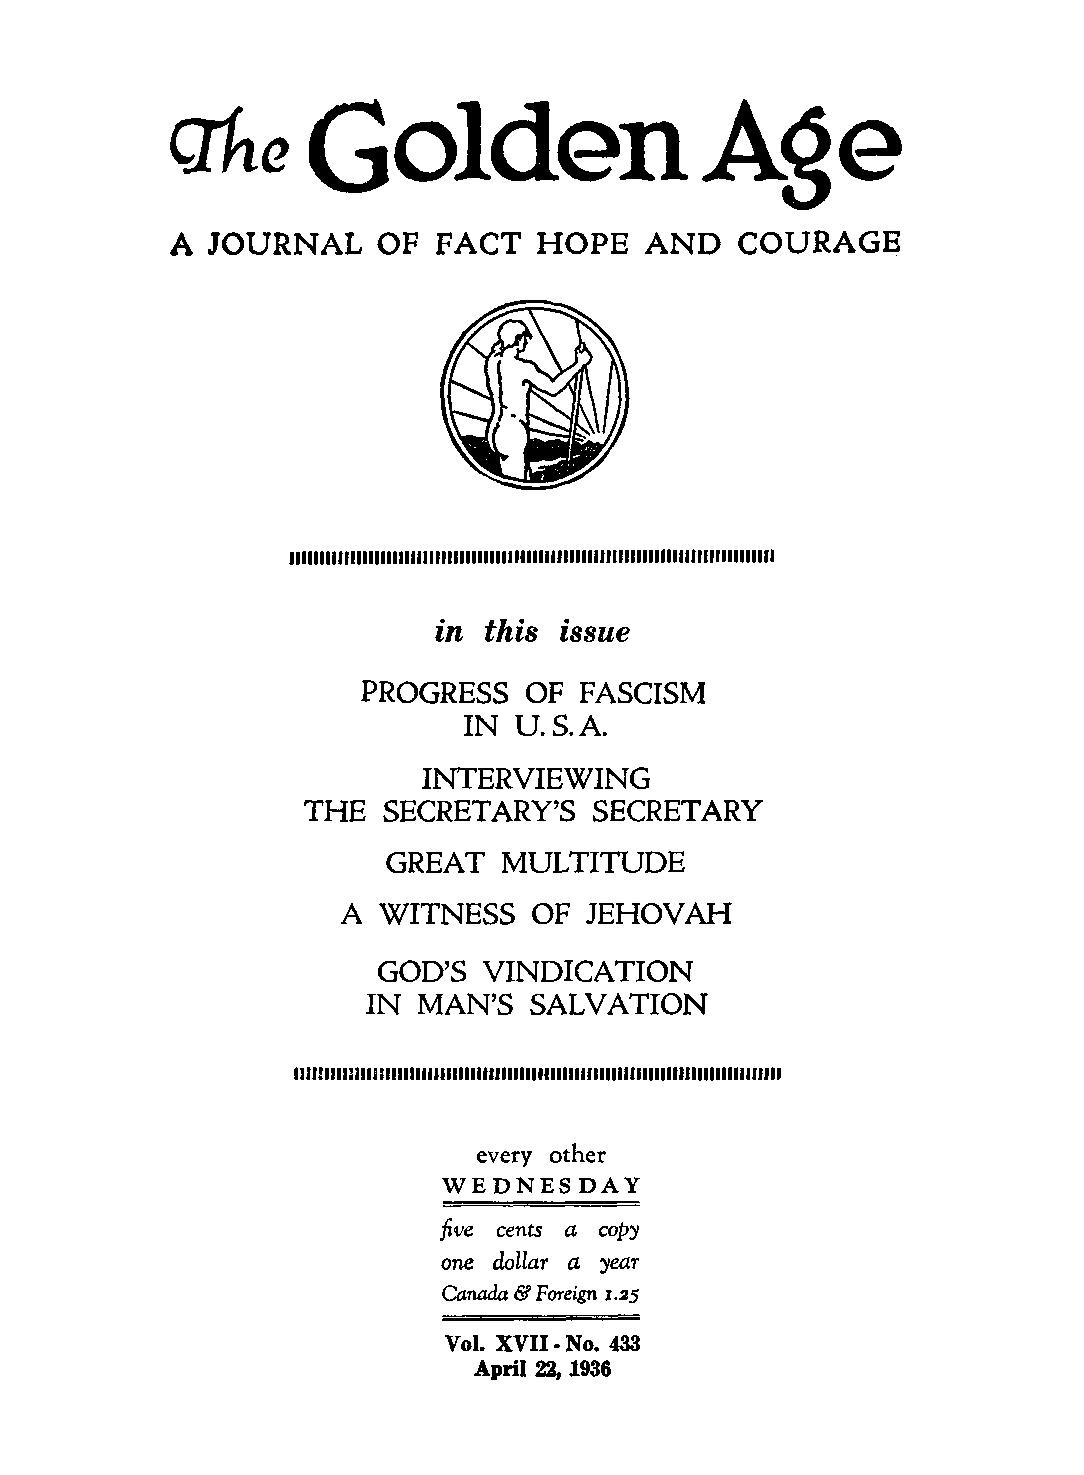 The Golden Age
A JOURNAL OF FACT HOPE AND COURAGE
in this issue
PROGRESS OF FASCISM
IN U.S.A.
INTERVIEWING
THE SECRETARY'S SECRETARY
GREAT MULTITUDE
A WITNESS OF JEHOVAH
GOD'S VINDICATION
IN MAN'S SALVATION
every other
WEDNESDAY
five cents a copy
one dollar a year
Canada & Foreign 1.25
Vol. XVII - No. 433
April 22, 1936